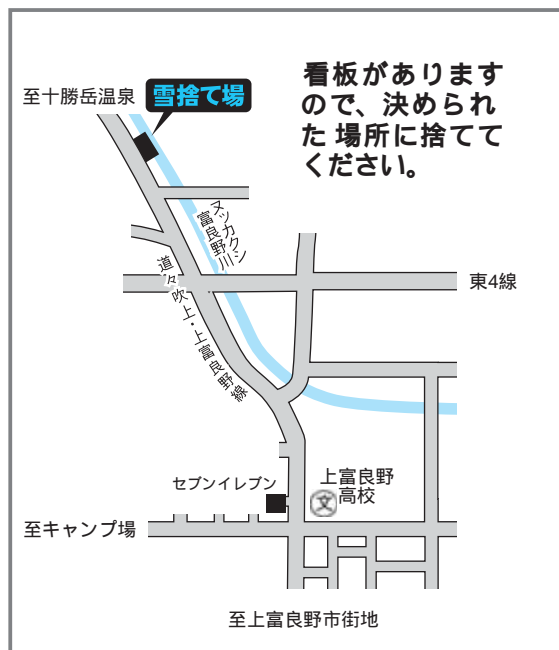 看板があります
ので、決められ
た場所に捨てて
ください。
至十勝岳温泉
雪捨て場
ヌッカクシ
富良野川
東4線
道々吹上・上富良野線
セブンイレブン
上富良野
高校
文
至キャンプ場
至上富良野市街地